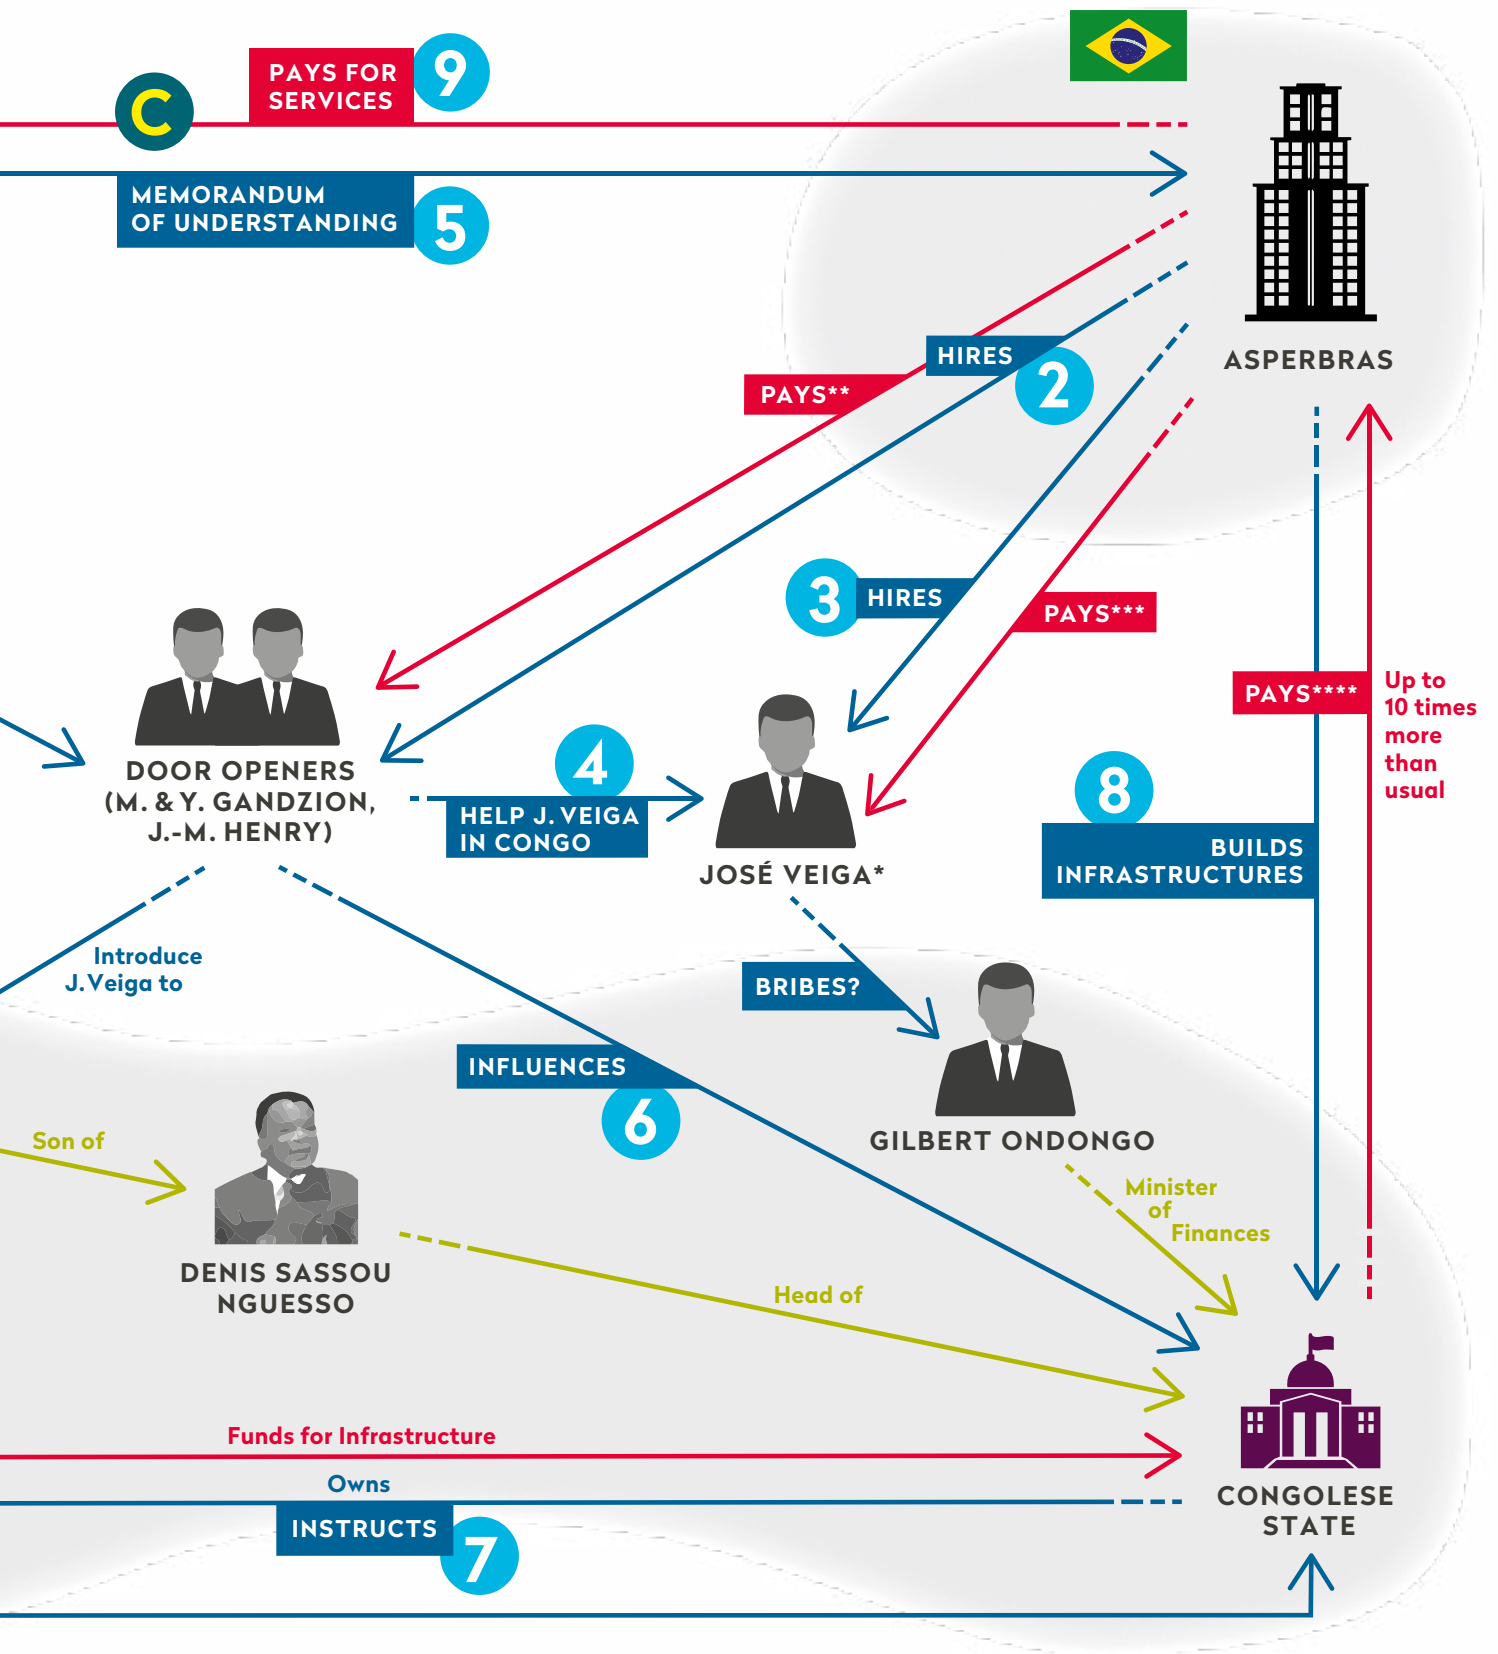 PAYS FOR
SERVICES
9
C
MEMORANDUM
OF UNDERSTANDING
5
ASPERBRAS
HIRES
2
PAYS**
3
HIRES
PAYS***
PAYS****
Up to
10 times
more
than
usual
DOOR OPENERS
(M. & Y. GANDZION,
J.-M. HENRY)
4
HELP J. VEIGA
IN CONGO
JOSÉ VEIGA*
8
BUILDS
INFRASTRUCTURES
Introduce
J. Veiga to
BRIBES?
INFLUENCES
6
GILBERT ONDONGO
Son of
Minister
of
Finances
DENIS SASSOU
NGUESSO
Head of
Funds for Infrastructure
Owns
INSTRUCTS
7
CONGOLESE
STATE